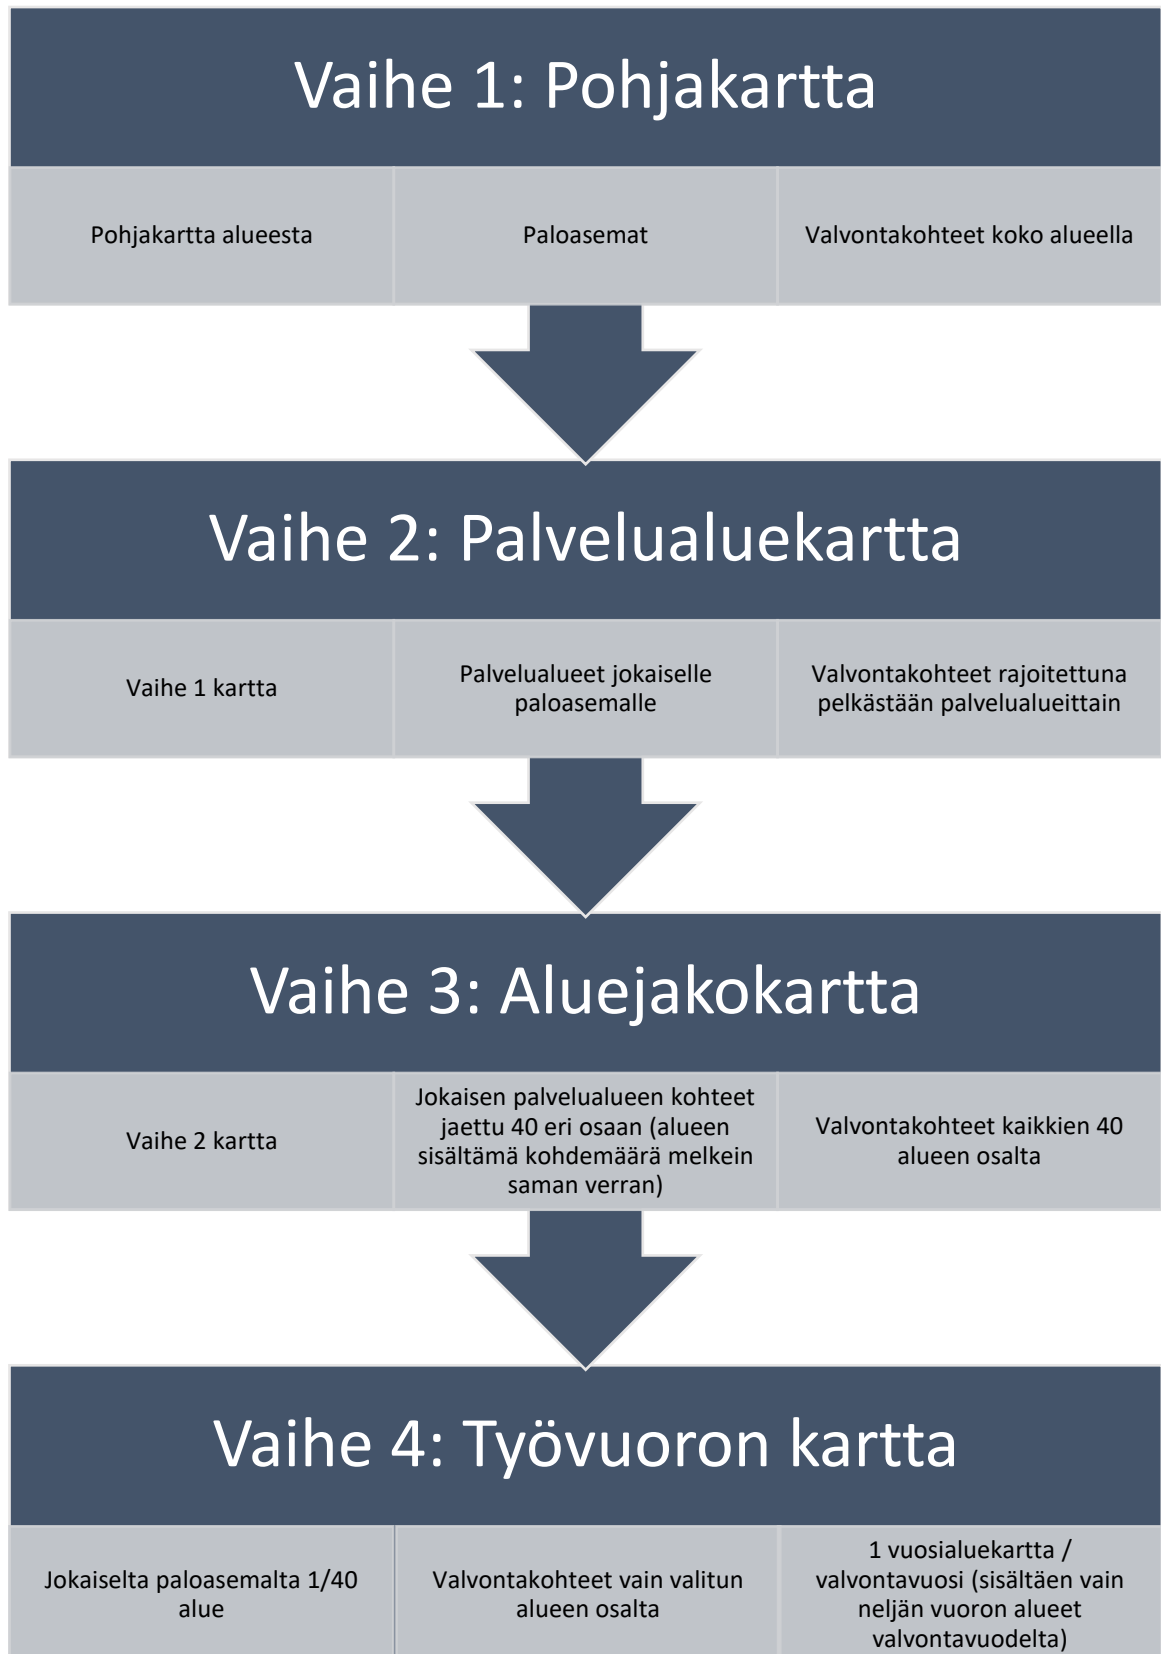 Vaihe 1: Pohjakartta
Pohjakartta alueesta
Paloasemat
Valvontakohteet koko alueella
Vaihe 2: Palvelualuekartta
Vaihe 1 kartta
Palvelualueet jokaiselle
paloasemalle
Valvontakohteet rajoitettuna
pelkästään palvelualueittain
Vaihe 3: Aluejakokartta
Vaihe 2 kartta
Jokaisen palvelualueen kohteet
jaettu 40 eri osaan (alueen
sisältämä kohdemäärä melkein
saman verran)
Valvontakohteet kaikkien 40
alueen osalta
Vaihe 4: Työvuoron kartta
Jokaiselta paloasemalta 1/40
alue
Valvontakohteet vain valitun
alueen osalta
1 vuosialuekartta /
valvontavuosi (sisältäen vain
neljän vuoron alueet
valvontavuodelta)